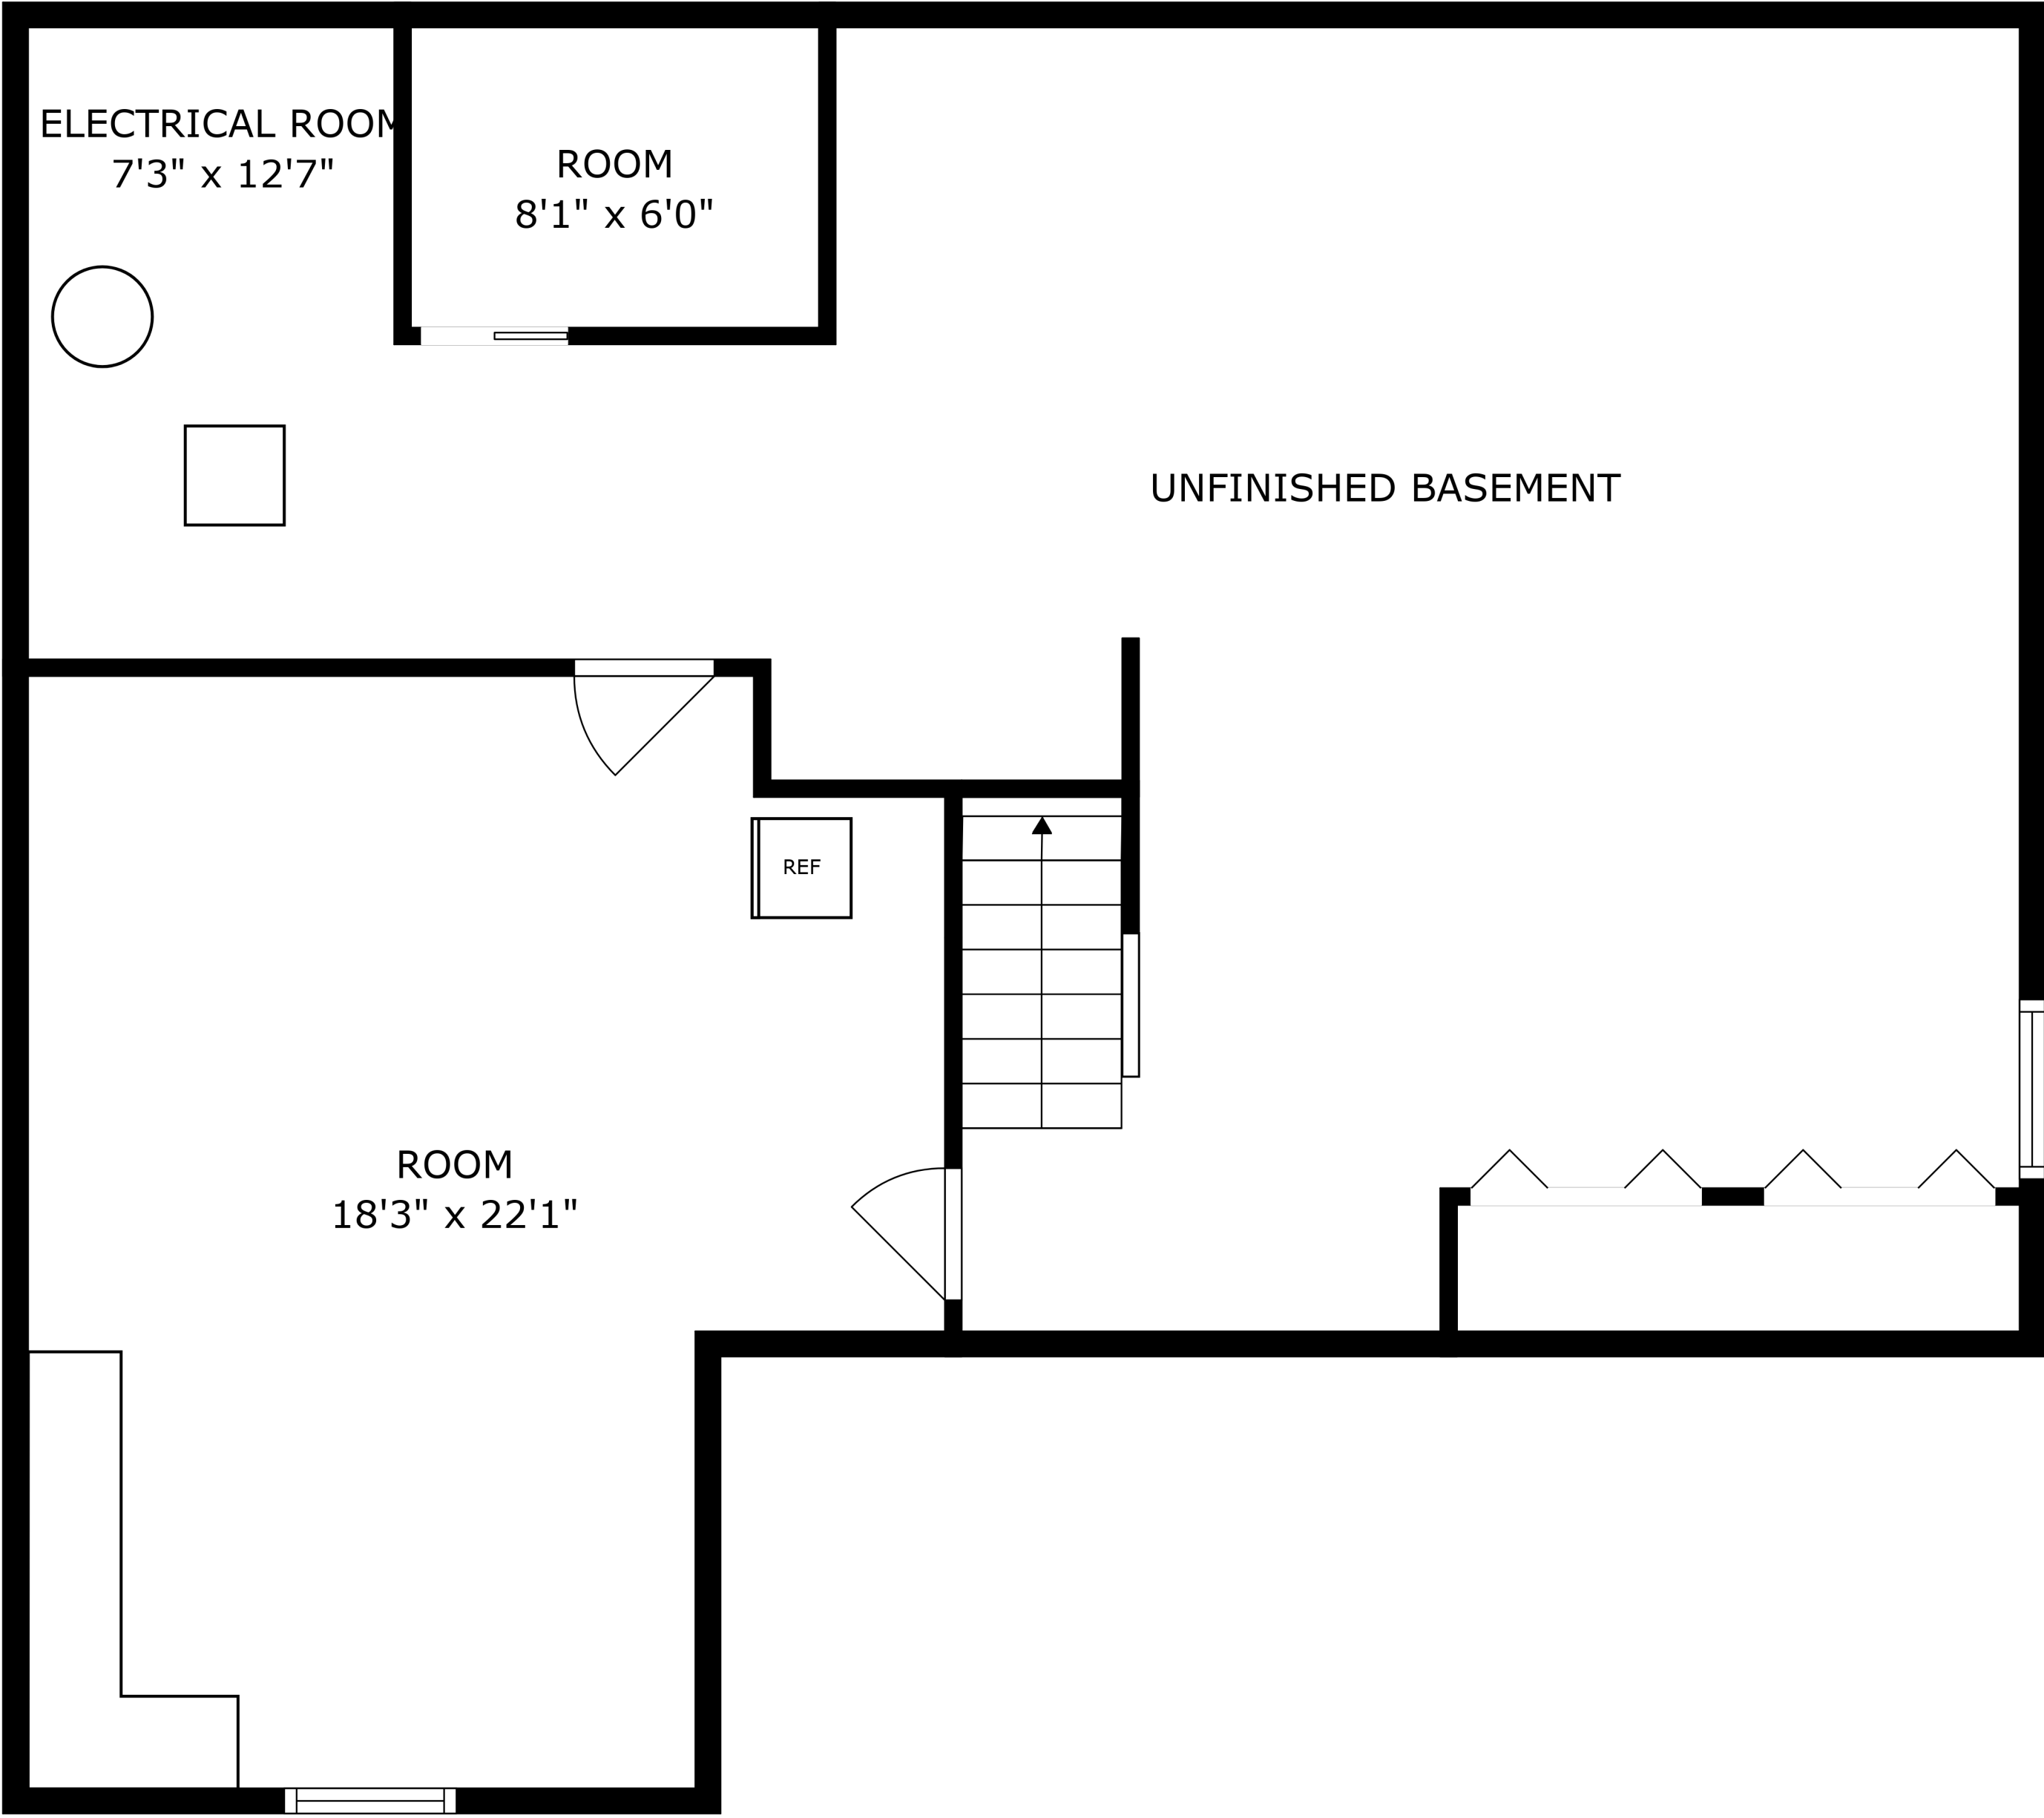 ELECTRICAL ROOM
7'3" x 12'7"
ROOM
8'1" x 6'0"
UNFINISHED BASEMENT
REF
ROOM
18'3" x 22'1"